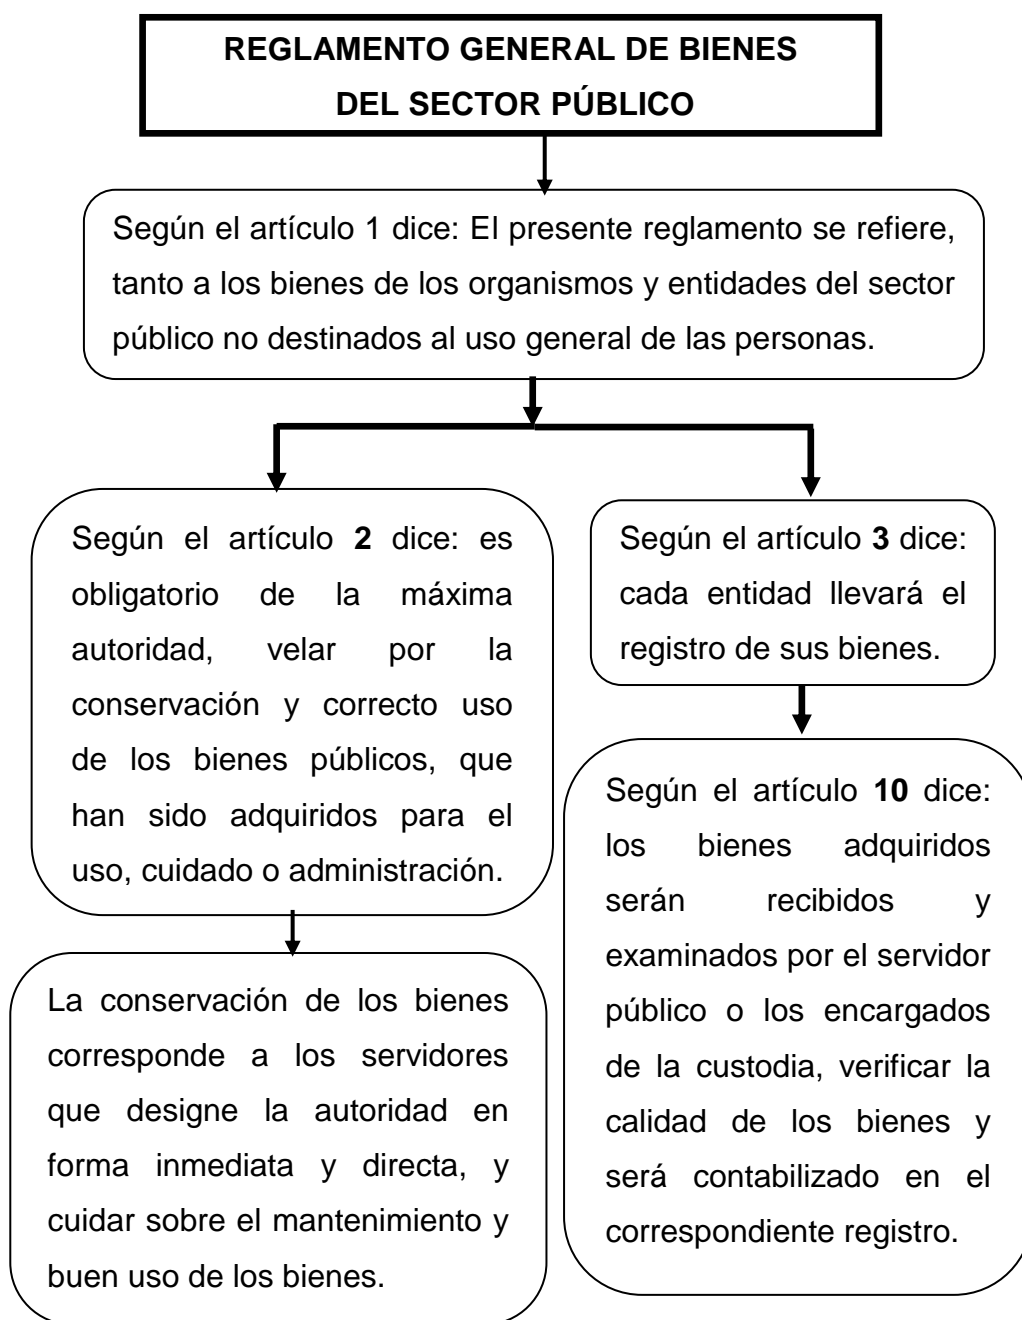 REGLAMENTO GENERAL DE BIENES
DEL SECTOR PÚBLICO
Según el artículo 1 dice: El presente reglamento se refiere,
tanto a los bienes de los organismos y entidades del sector
público no destinados al uso general de las personas.
Según el artículo 2 dice: es
obligatorio de la máxima
autoridad, velar por la
conservación y correcto uso
de los bienes públicos, que
han sido adquiridos para el
uso, cuidado o administración.
La conservación de los bienes
corresponde a los servidores
que designe la autoridad en
forma inmediata y directa, y
cuidar sobre el mantenimiento y
buen uso de los bienes.
Según el artículo 3 dice:
cada entidad llevará el
registro de sus bienes.
Según el artículo 10 dice:
los bienes adquiridos
serán recibidos y
examinados por el servidor
público o los encargados
de la custodia, verificar la
calidad de los bienes y
será contabilizado en el
correspondiente registro.